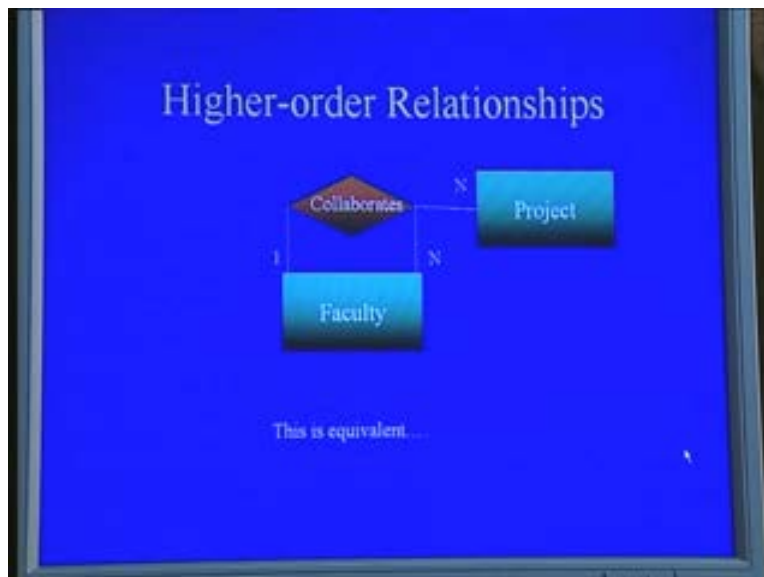 Higher-order Relationships
Collaborates
N
Project
1
N
Faculty
This is equivalent....